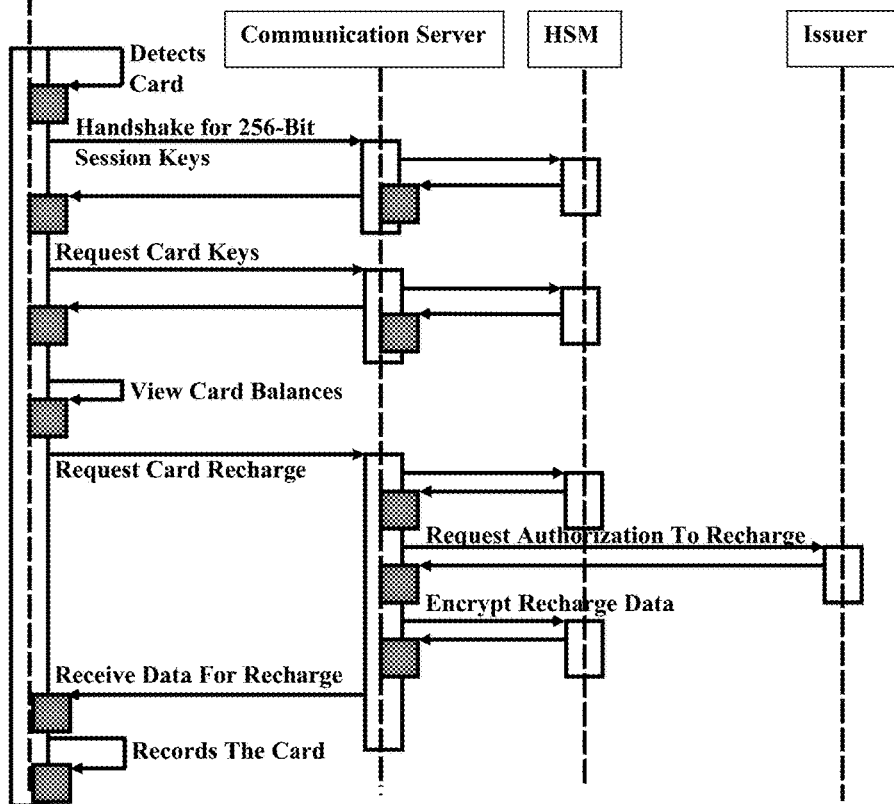 Communication Server
HSM
Issuer
Detects
Card
Handshake for 256-Bit
Session Keys
Request Card Keys
View Card Balances
Request Card Recharge
Request Authorization To Recharge
Encrypt Recharge Data
Receive Data For Recharge
Records The Card